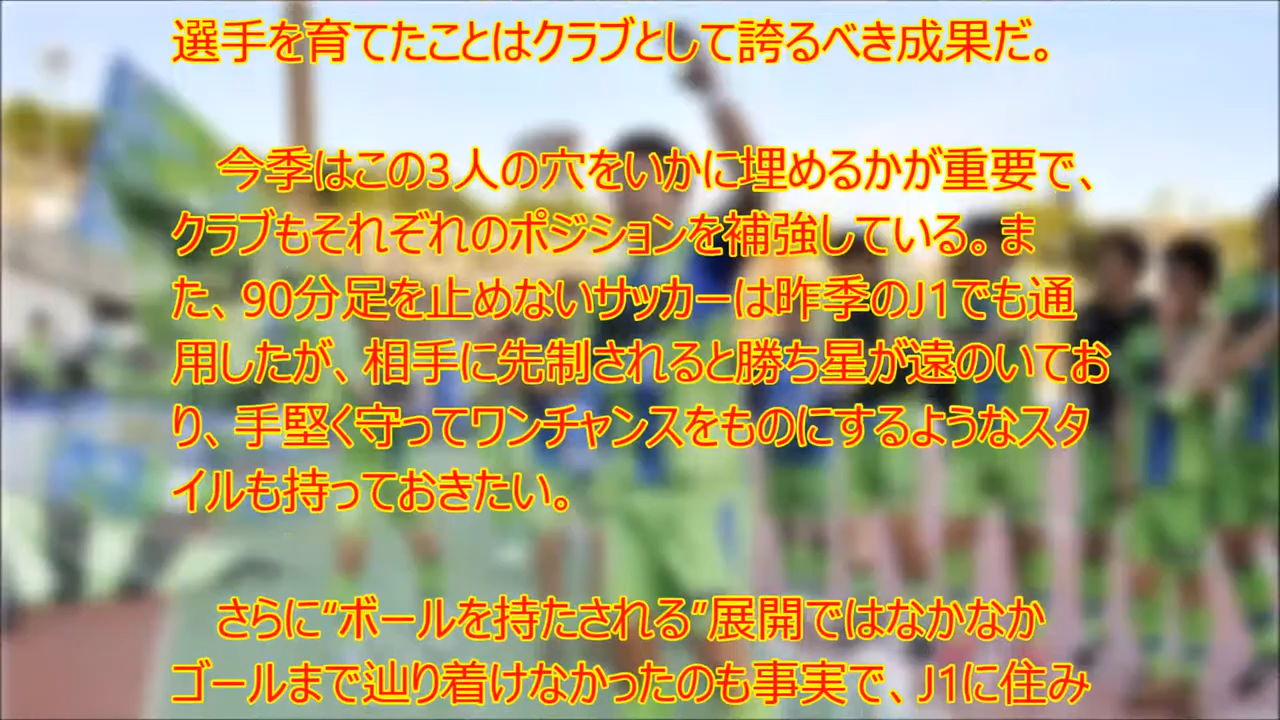 選手を育てたことはクラブとして誇るべき成果だ。
今季はこの3人の穴をいかに埋めるかが重要で、
クラブもそれぞれのポジションを補強している。ま
た、90分足を止めないサッカーは昨季のJ1でも通
用したが、相手に先制されると勝ち星が遠のいてお
り、手堅く守ってワンチャンスをものにするようなスタ
イルも持っておきたい。
さらに“ボールを持たされる”展開ではなかなか
ゴールまで辿り着けなかったのも事実で、J1に住み